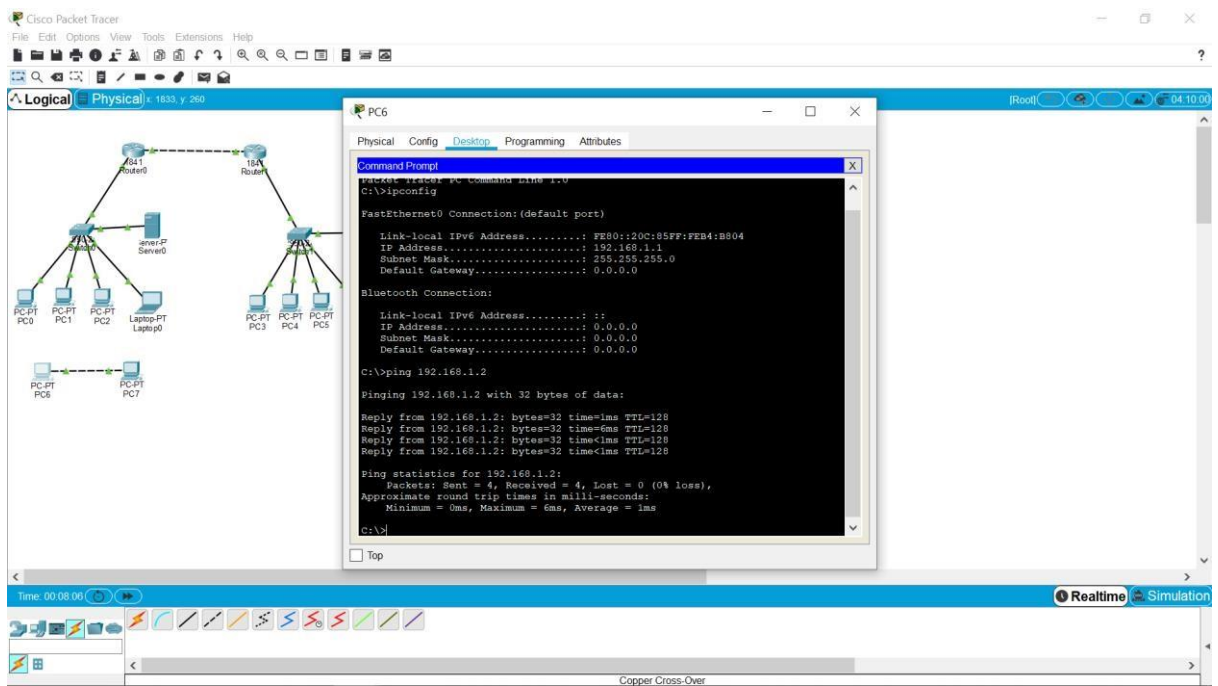 Cisco Packet Tracer
File Edit Options View Tools Extensions Help
?
Logical Physical x: 1833, y: 260
[Root]
04:10:00
1841
Router0
1841
Server0
PC-PT
PC0
PC-PT
PC1
PC-PT
PC2
Laptop-PT
Laptop0
PC-PT
PC3
PC-PT
PC4
PC-PT
PC5
PC-PT
PC6
PC-PT
PC7
PC6
Physical Config Desktop Programming Attributes
Command Prompt
X
Packet Tracer PC Command Line 1.0
C:\>ipconfig
FastEthernet0 Connection:(default port)
Link-local IPv6 Address.........: FE80::20C:85FF:FEB4:B804
IP Address......................: 192.168.1.1
Subnet Mask.....................: 255.255.255.0
Default Gateway.................: 0.0.0.0
Bluetooth Connection:
Link-local IPv6 Address.........: ::
IP Address......................: 0.0.0.0
Subnet Mask.....................: 0.0.0.0
Default Gateway.................: 0.0.0.0
C:\>ping 192.168.1.2
Pinging 192.168.1.2 with 32 bytes of data:
Reply from 192.168.1.2: bytes=32 time=1ms TTL=128
Reply from 192.168.1.2: bytes=32 time=6ms TTL=128
Reply from 192.168.1.2: bytes=32 time<1ms TTL=128
Reply from 192.168.1.2: bytes=32 time<1ms TTL=128
Ping statistics for 192.168.1.2:
Packets: Sent = 4, Received = 4, Lost = 0 (0% loss),
Approximate round trip times in milli-seconds:
Minimum = 0ms, Maximum = 6ms, Average = 1ms
C:\>
Top
Time: 00:08:06
Realtime Simulation
Copper Cross-Over